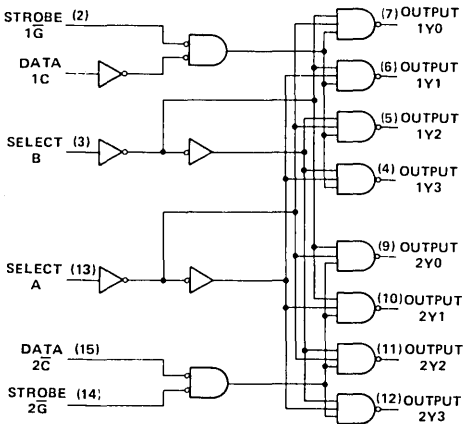 STROBE (2)
1G̅
DATA
1C
SELECT (3)
B
SELECT (13)
A
DATA (15)
2C̅
STROBE (14)
2G̅
(7) OUTPUT
1Y0
(6) OUTPUT
1Y1
(5) OUTPUT
1Y2
(4) OUTPUT
1Y3
(9) OUTPUT
2Y0
(10) OUTPUT
2Y1
(11) OUTPUT
2Y2
(12) OUTPUT
2Y3